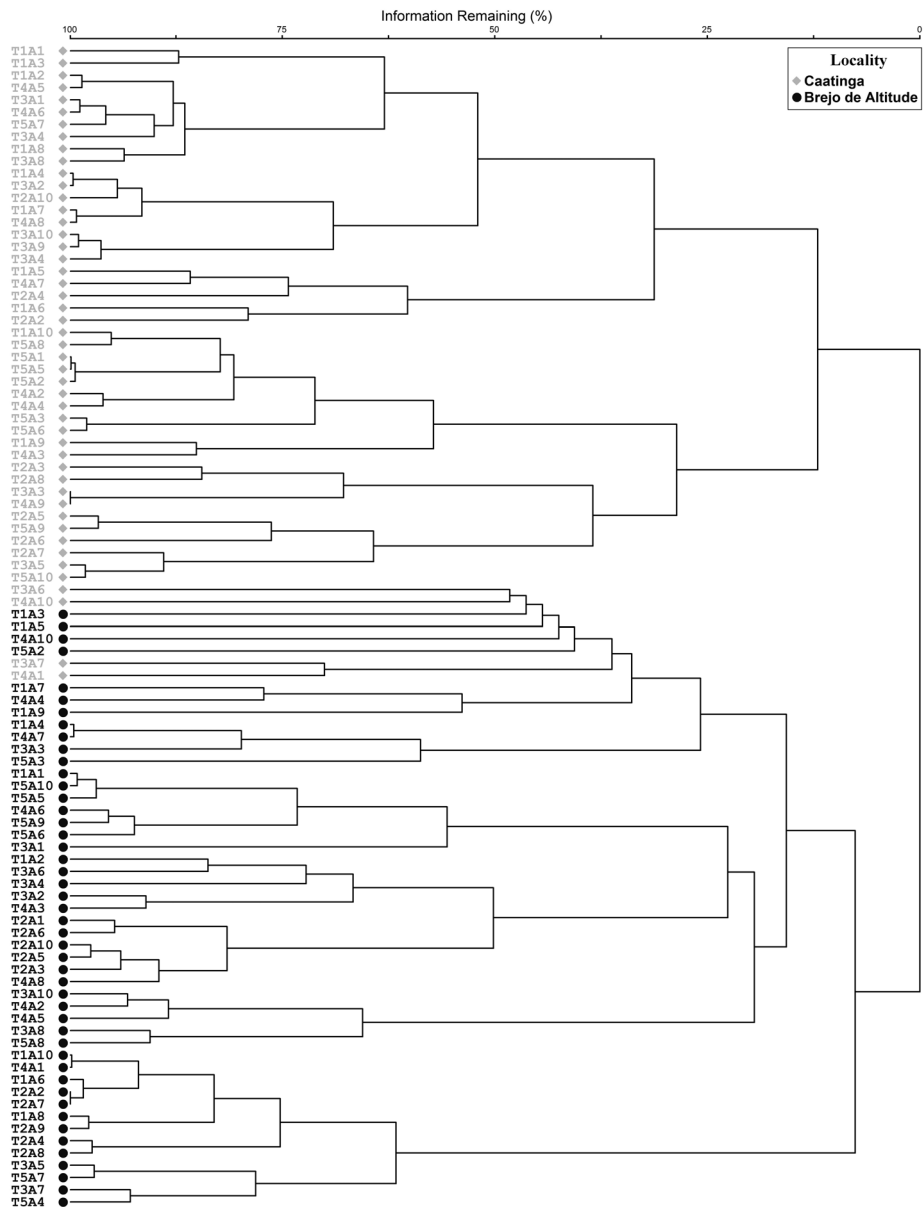 Information Remaining (%)
100 75 50 25 0
Locality
Caatinga
Brejo de Altitude
T1A1
T1A3
T1A2
T4A5
T3A1
T4A6
T5A7
T3A4
T1A8
T3A8
T1A4
T3A2
T2A10
T1A7
T4A8
T3A10
T3A9
T3A4
T1A5
T4A7
T2A4
T1A6
T2A2
T1A10
T5A8
T5A1
T5A5
T5A2
T4A2
T4A4
T5A3
T5A6
T1A9
T4A3
T2A3
T2A8
T3A3
T4A9
T2A5
T5A9
T2A6
T2A7
T3A5
T5A10
T3A6
T4A10
T1A3
T1A5
T4A10
T5A2
T3A7
T4A1
T1A7
T4A4
T1A9
T1A4
T4A7
T3A3
T5A3
T1A1
T5A10
T5A5
T4A6
T5A9
T5A6
T3A1
T1A2
T3A6
T3A4
T3A2
T4A3
T2A1
T2A6
T2A10
T2A5
T2A3
T4A8
T3A10
T4A2
T4A5
T3A8
T5A8
T1A10
T4A1
T1A6
T2A2
T2A7
T1A8
T2A9
T2A4
T2A8
T3A5
T5A7
T3A7
T5A4